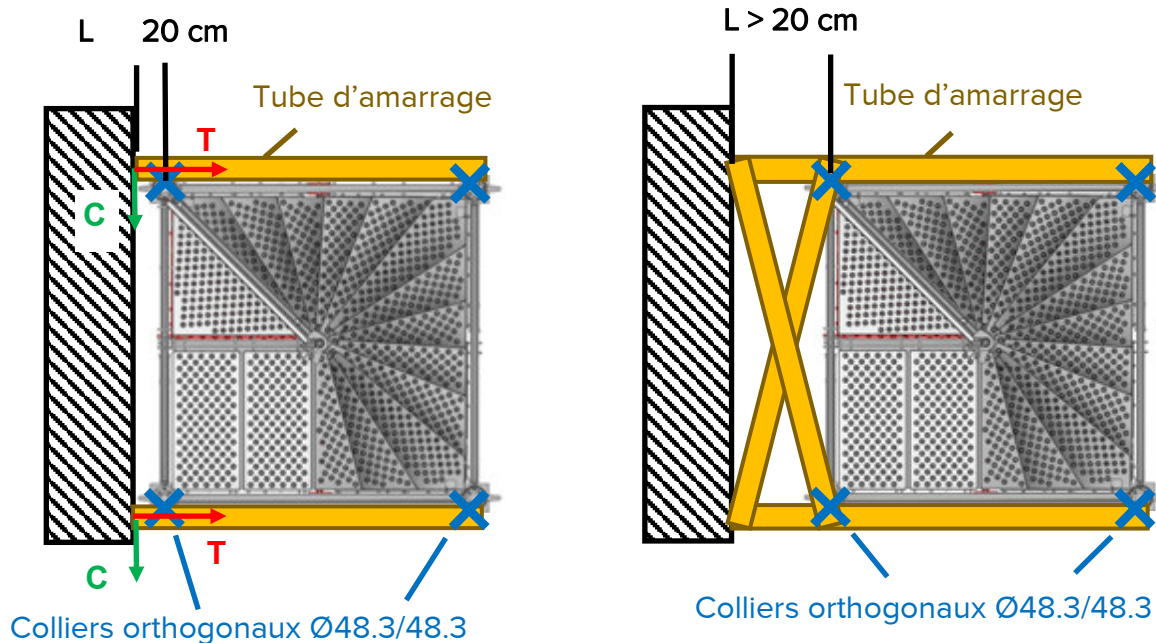 L 20 cm
Tube d'amarrage
T
C
C
T
Colliers orthogonaux Ø48.3/48.3
L > 20 cm
Tube d'amarrage
Colliers orthogonaux Ø48.3/48.3